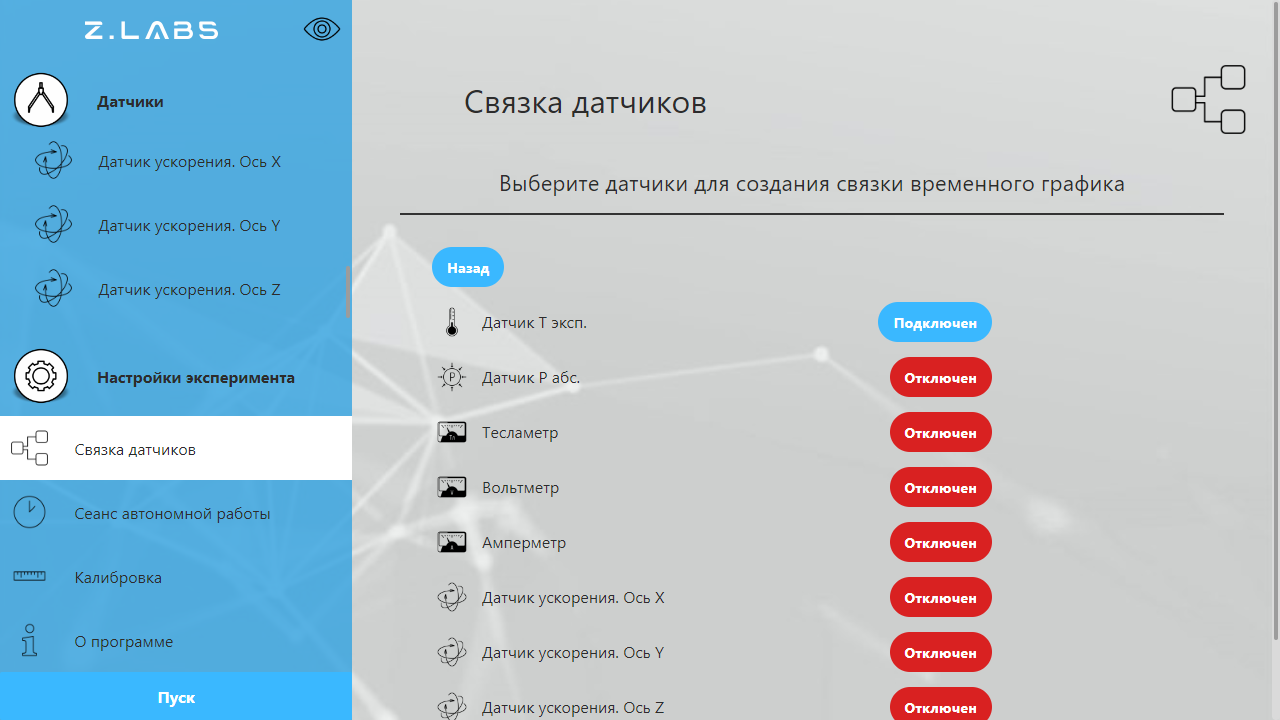 Z.LABS
Датчики
Датчик ускорения. Ось X
Датчик ускорения. Ось Y
Датчик ускорения. Ось Z
Настройки эксперимента
Связка датчиков
Сеанс автономной работы
Калибровка
О программе
Пуск
Связка датчиков
Выберите датчики для создания связки временного графика
Назад
Датчик Т эксп. Подключен
Датчик Р абс. Отключен
Тесламетр Отключен
Вольтметр Отключен
Амперметр Отключен
Датчик ускорения. Ось X Отключен
Датчик ускорения. Ось Y Отключен
Датчик ускорения. Ось Z Отключен